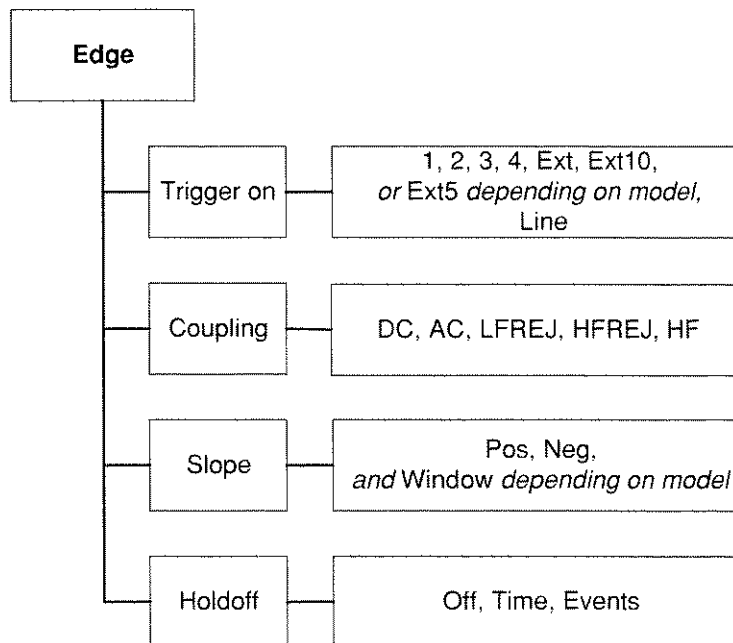 Edge
Trigger on
1, 2, 3, 4, Ext, Ext10,
or Ext5 depending on model,
Line
Coupling
DC, AC, LFREJ, HFREJ, HF
Slope
Pos, Neg,
and Window depending on model
Holdoff
Off, Time, Events